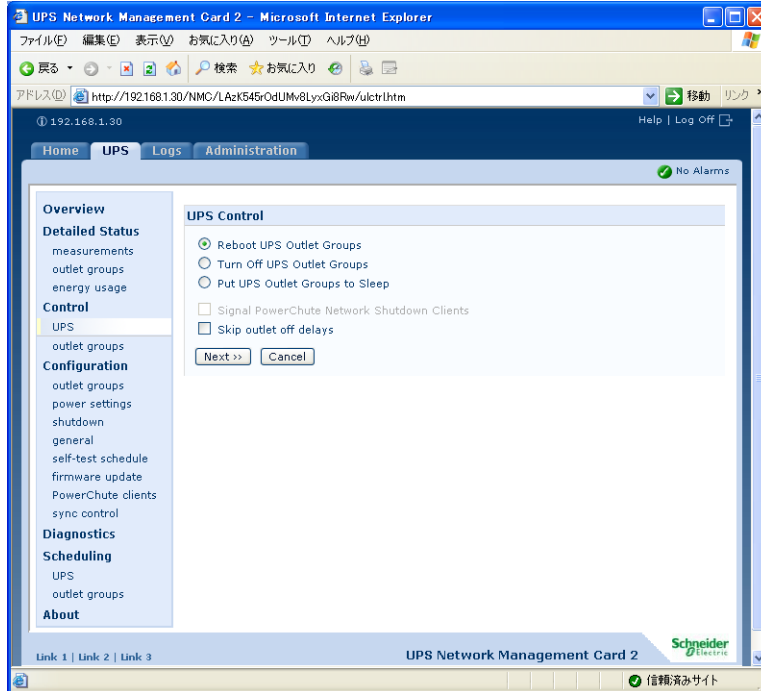 UPS Network Management Card 2 - Microsoft Internet Explorer
ファイル(F) 編集(E) 表示(V) お気に入り(A) ツール(T) ヘルプ(H)
戻る 検索 お気に入り
アドレス(D) http://192.168.1.30/NMC/LAzK545rOdUMv8LyxGi8Rw/ulctrl.htm 移動 リンク
192.168.1.30 Help | Log Off
Home UPS Logs Administration
No Alarms
Overview
Detailed Status
measurements
outlet groups
energy usage
Control
UPS
outlet groups
Configuration
outlet groups
power settings
shutdown
general
self-test schedule
firmware update
PowerChute clients
sync control
Diagnostics
Scheduling
UPS
outlet groups
About
UPS Control
Reboot UPS Outlet Groups
Turn Off UPS Outlet Groups
Put UPS Outlet Groups to Sleep
Signal PowerChute Network Shutdown Clients
Skip outlet off delays
Next >> Cancel
Link 1 | Link 2 | Link 3
UPS Network Management Card 2
Schneider Electric
信頼済みサイト